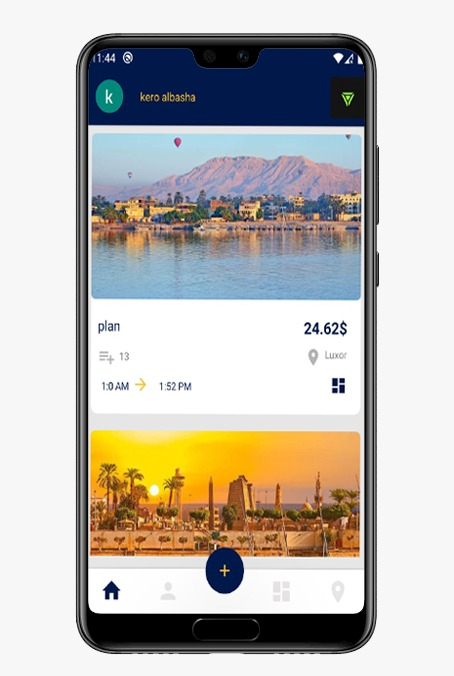 11:44
k
kero albasha
plan
24.62$
13
Luxor
1:0 AM
1:52 PM